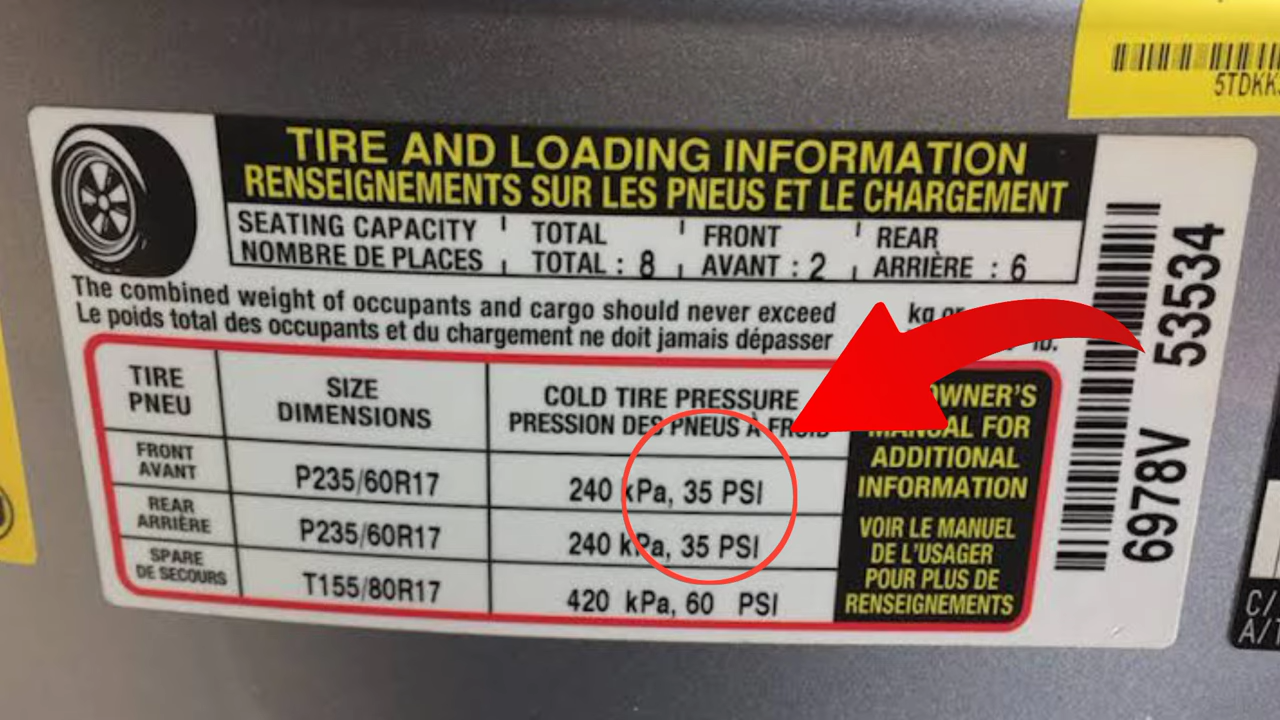 5TDKK
TIRE AND LOADING INFORMATION
RENSEIGNEMENTS SUR LES PNEUS ET LE CHARGEMENT
SEATING CAPACITY TOTAL FRONT REAR
NOMBRE DE PLACES TOTAL : 8 AVANT : 2 ARRIÈRE : 6
The combined weight of occupants and cargo should never exceed kg or
Le poids total des occupants et du chargement ne doit jamais dépasser lb.
TIRE
PNEU
SIZE
DIMENSIONS
COLD TIRE PRESSURE
PRESSION DES PNEUS À FROID
FRONT
AVANT
P235/60R17
240 kPa, 35 PSI
REAR
ARRIÈRE
P235/60R17
240 kPa, 35 PSI
SPARE
DE SECOURS
T155/80R17
420 kPa, 60 PSI
OWNER'S
MANUAL FOR
ADDITIONAL
INFORMATION
VOIR LE MANUEL
DE L'USAGER
POUR PLUS DE
RENSEIGNEMENTS
6978V 53534
C/
A/T